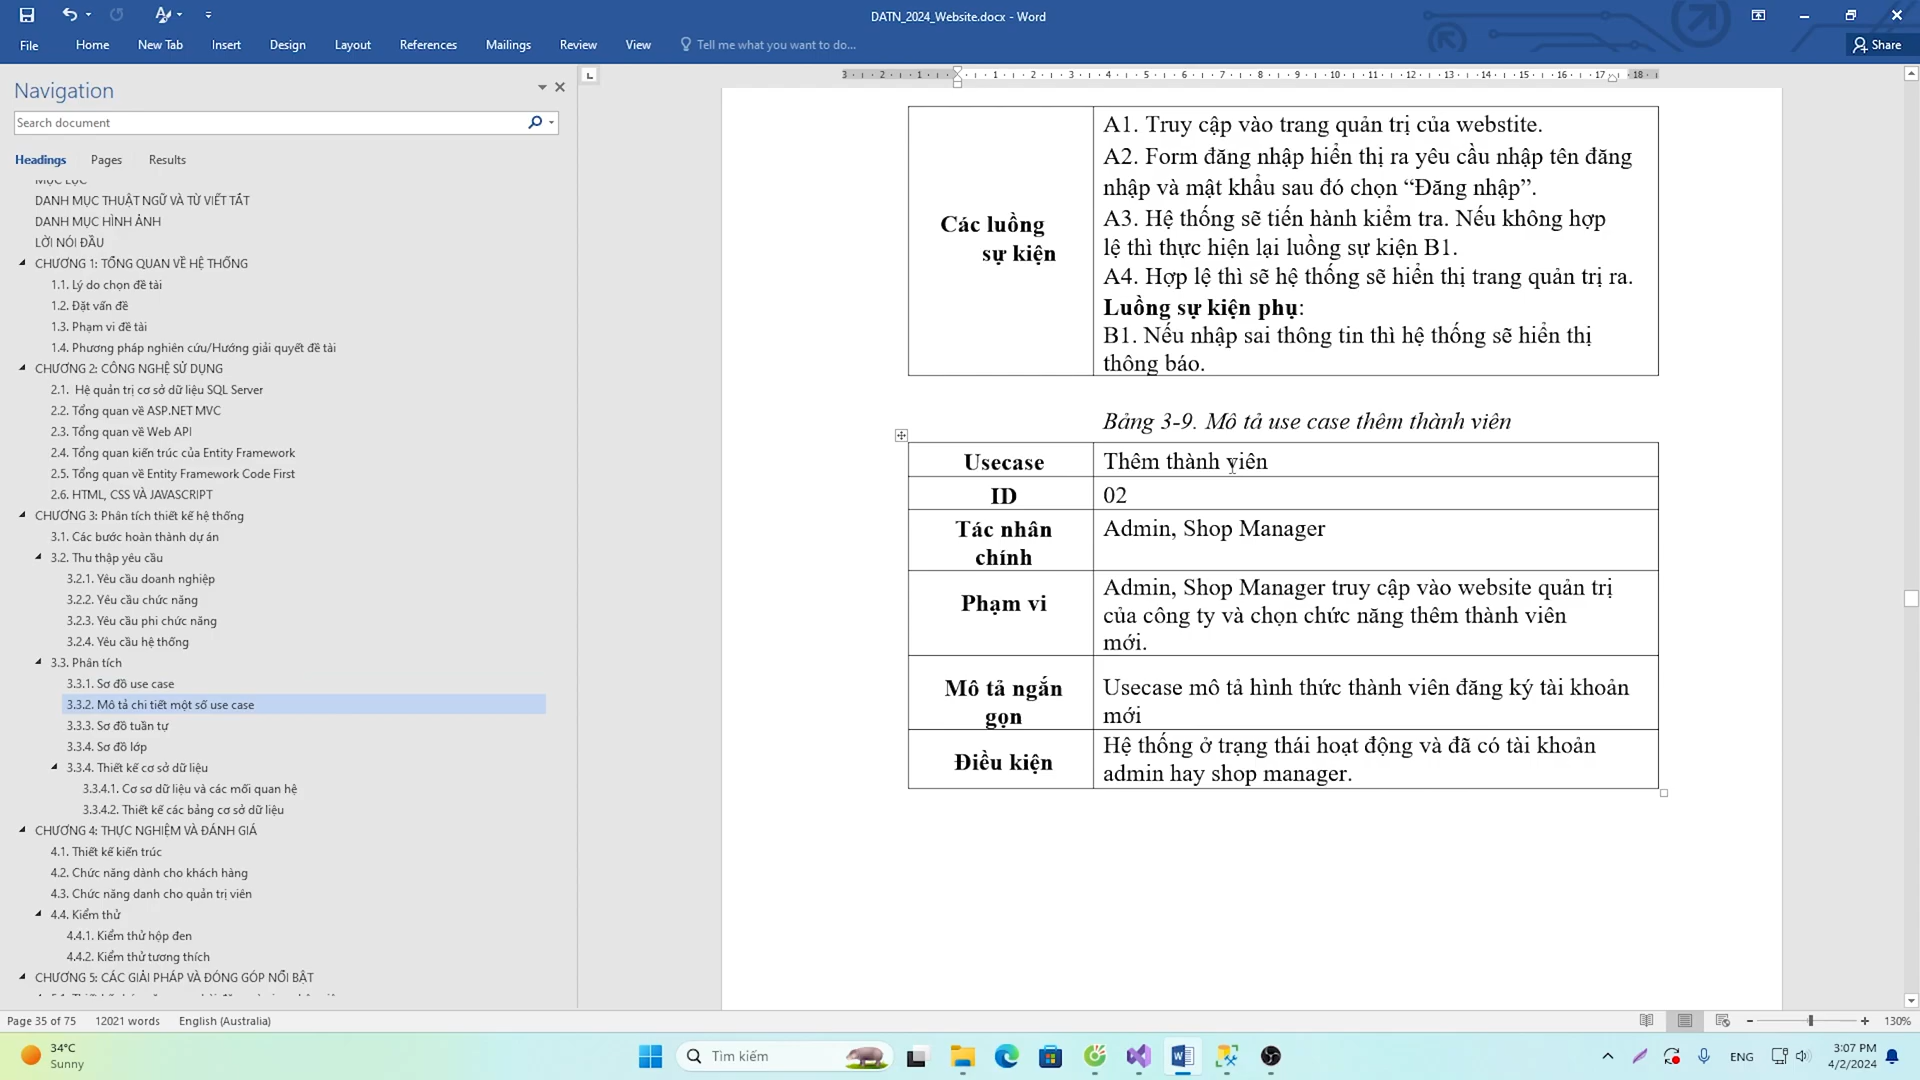 DATN_2024_Website.docx - Word
File Home New Tab Insert Design Layout References Mailings Review View Tell me what you want to do... Share
Navigation
Search document
Headings Pages Results
MỤC LỤC
DANH MỤC THUẬT NGỮ VÀ TỪ VIẾT TẮT
DANH MỤC HÌNH ẢNH
LỜI NÓI ĐẦU
CHƯƠNG 1: TỔNG QUAN VỀ HỆ THỐNG
1.1. Lý do chọn đề tài
1.2. Đặt vấn đề
1.3. Phạm vi đề tài
1.4. Phương pháp nghiên cứu/Hướng giải quyết đề tài
CHƯƠNG 2: CÔNG NGHỆ SỬ DỤNG
2.1. Hệ quản trị cơ sở dữ liệu SQL Server
2.2. Tổng quan về ASP.NET MVC
2.3. Tổng quan về Web API
2.4. Tổng quan kiến trúc của Entity Framework
2.5. Tổng quan về Entity Framework Code First
2.6. HTML, CSS VÀ JAVASCRIPT
CHƯƠNG 3: Phân tích thiết kế hệ thống
3.1. Các bước hoàn thành dự án
3.2. Thu thập yêu cầu
3.2.1. Yêu cầu doanh nghiệp
3.2.2. Yêu cầu chức năng
3.2.3. Yêu cầu phi chức năng
3.2.4. Yêu cầu hệ thống
3.3. Phân tích
3.3.1. Sơ đồ use case
3.3.2. Mô tả chi tiết một số use case
3.3.3. Sơ đồ tuần tự
3.3.4. Sơ đồ lớp
3.3.4. Thiết kế cơ sở dữ liệu
3.3.4.1. Cơ sơ dữ liệu và các mối quan hệ
3.3.4.2. Thiết kế các bảng cơ sở dữ liệu
CHƯƠNG 4: THỰC NGHIỆM VÀ ĐÁNH GIÁ
4.1. Thiết kế kiến trúc
4.2. Chức năng dành cho khách hàng
4.3. Chức năng danh cho quản trị viên
4.4. Kiểm thử
4.4.1. Kiểm thử hộp đen
4.4.2. Kiểm thử tương thích
CHƯƠNG 5: CÁC GIẢI PHÁP VÀ ĐÓNG GÓP NỔI BẬT
3 2 1 1 2 3 4 5 6 7 8 9 10 11 12 13 14 15 16 17 18
Các luồng
sự kiện
A1. Truy cập vào trang quản trị của webstite.
A2. Form đăng nhập hiển thị ra yêu cầu nhập tên đăng
nhập và mật khẩu sau đó chọn “Đăng nhập”.
A3. Hệ thống sẽ tiến hành kiểm tra. Nếu không hợp
lệ thì thực hiện lại luồng sự kiện B1.
A4. Hợp lệ thì sẽ hệ thống sẽ hiển thị trang quản trị ra.
Luồng sự kiện phụ:
B1. Nếu nhập sai thông tin thì hệ thống sẽ hiển thị
thông báo.
Bảng 3-9. Mô tả use case thêm thành viên
Usecase Thêm thành viên
ID 02
Tác nhân
chính
Admin, Shop Manager
Phạm vi
Admin, Shop Manager truy cập vào website quản trị
của công ty và chọn chức năng thêm thành viên
mới.
Mô tả ngắn
gọn
Usecase mô tả hình thức thành viên đăng ký tài khoản
mới
Điều kiện
Hệ thống ở trạng thái hoạt động và đã có tài khoản
admin hay shop manager.
Page 35 of 75 12021 words English (Australia) 130%
34°C
Sunny
Tìm kiếm
ENG
3:07 PM
4/2/2024